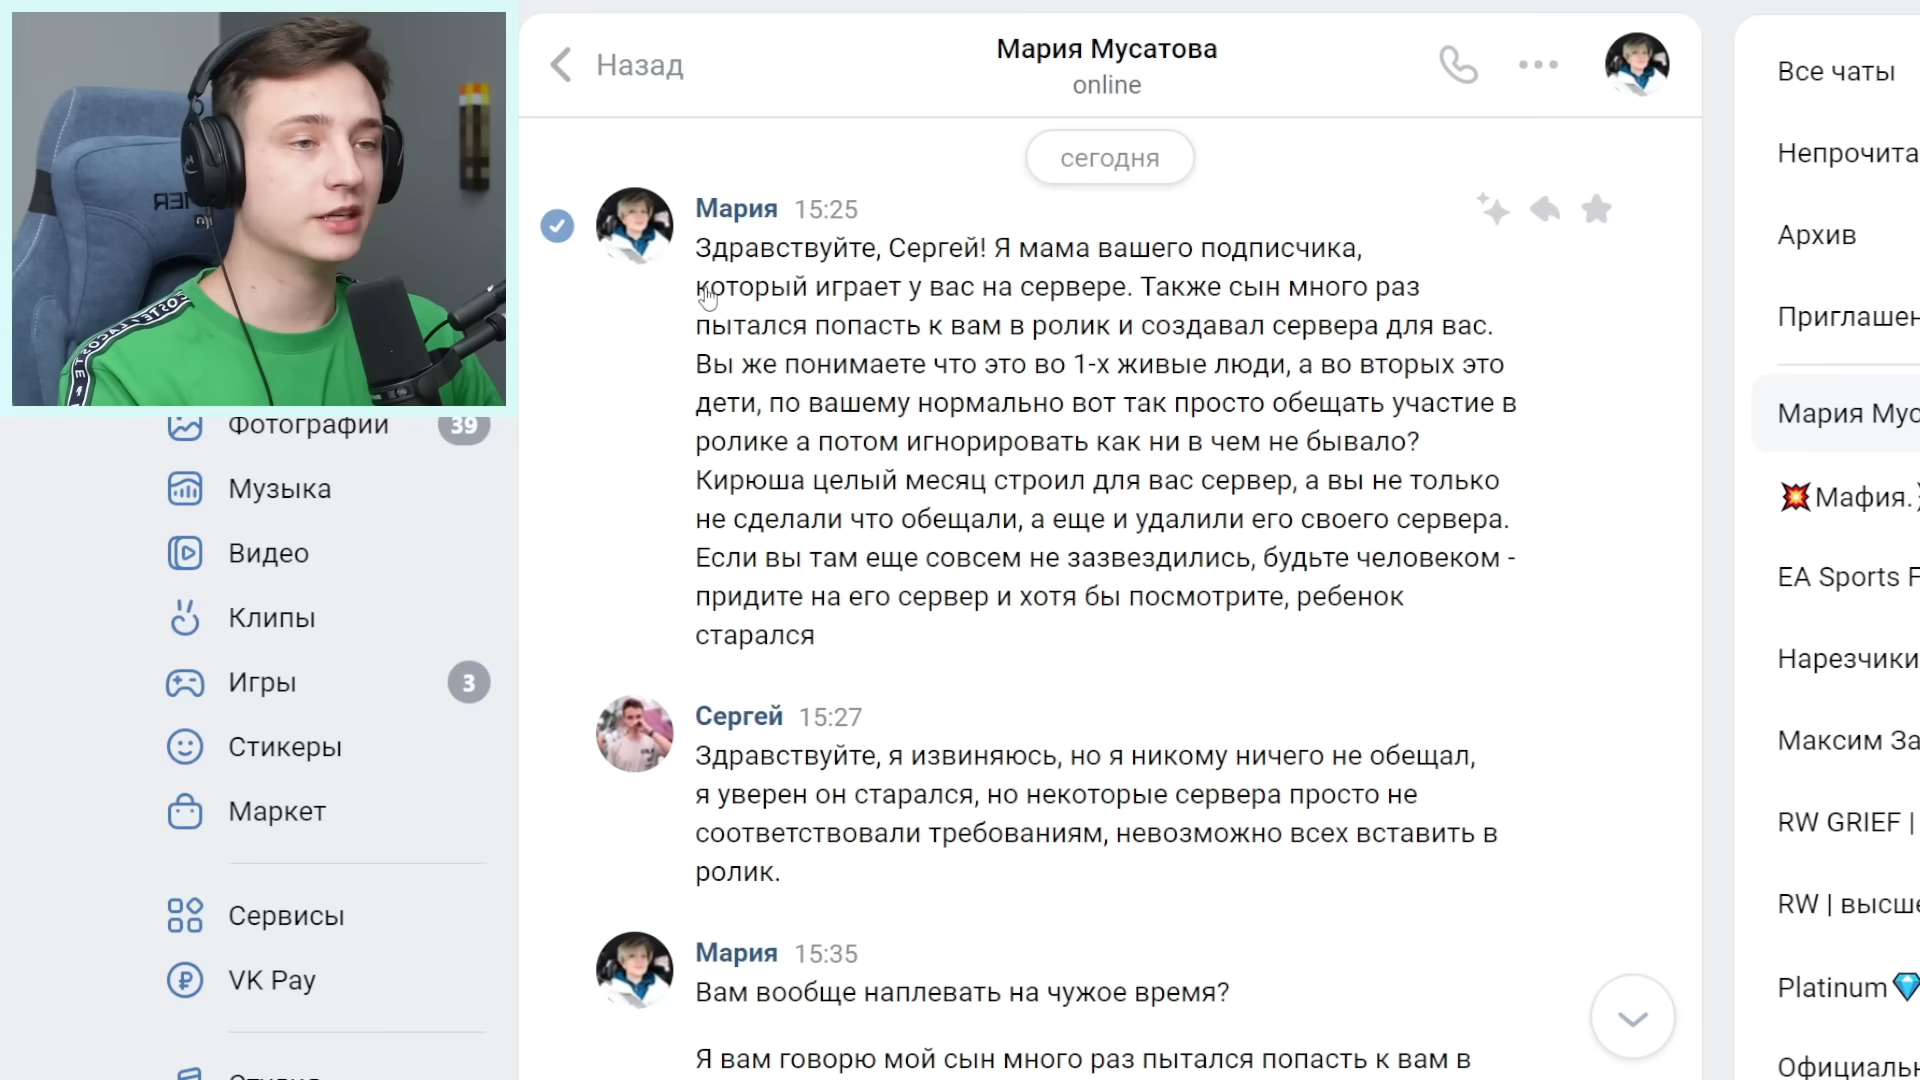 Назад
Мария Мусатова
online
сегодня
Мария 15:25
Здравствуйте, Сергей! Я мама вашего подписчика,
который играет у вас на сервере. Также сын много раз
пытался попасть к вам в ролик и создавал сервера для вас.
Вы же понимаете что это во 1-х живые люди, а во вторых это
дети, по вашему нормально вот так просто обещать участие в
ролике а потом игнорировать как ни в чем не бывало?
Кирюша целый месяц строил для вас сервер, а вы не только
не сделали что обещали, а еще и удалили его своего сервера.
Если вы там еще совсем не зазвездились, будьте человеком -
придите на его сервер и хотя бы посмотрите, ребенок
старался
Сергей 15:27
Здравствуйте, я извиняюсь, но я никому ничего не обещал,
я уверен он старался, но некоторые сервера просто не
соответствовали требованиям, невозможно всех вставить в
ролик.
Мария 15:35
Вам вообще наплевать на чужое время?
Я вам говорю мой сын много раз пытался попасть к вам в
Фотографии 39
Музыка
Видео
Клипы
Игры 3
Стикеры
Маркет
Сервисы
VK Pay
Все чаты
Непрочита
Архив
Приглашен
Мария Мус
Мафия.
EA Sports F
Нарезчики
Максим За
RW GRIEF |
RW | высше
Platinum
Официальн